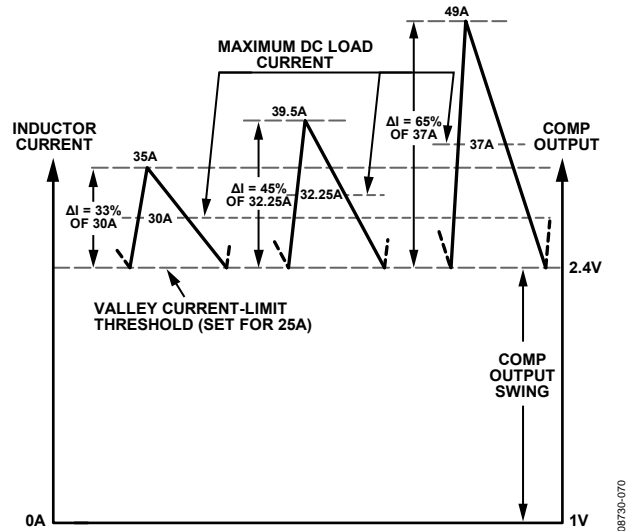 49A
MAXIMUM DC LOAD
CURRENT
39.5A
INDUCTOR
CURRENT
ΔI = 65%
OF 37A
COMP
OUTPUT
35A
37A
ΔI = 33%
OF 30A
ΔI = 45%
OF 32.25A
32.25A
30A
2.4V
VALLEY CURRENT-LIMIT
THRESHOLD (SET FOR 25A)
COMP
OUTPUT
SWING
0A
1V
08730-070